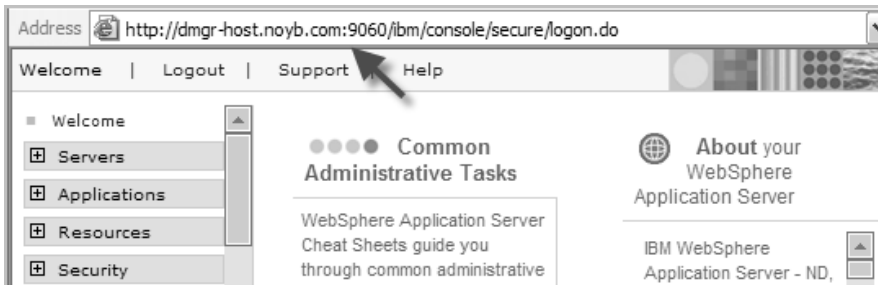 Address http://dmgr-host.noyb.com:9060/ibm/console/secure/logon.do
Welcome | Logout | Support | Help
Welcome
Servers
Applications
Resources
Security
Common
Administrative Tasks
WebSphere Application Server
Cheat Sheets guide you
through common administrative
About your
WebSphere
Application Server
IBM WebSphere
Application Server - ND,